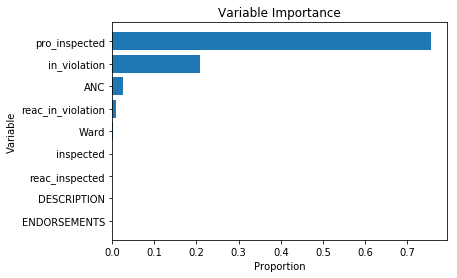 Variable Importance
pro_inspected
in_violation
ANC
reac_in_violation
Ward
inspected
reac_inspected
DESCRIPTION
ENDORSEMENTS
Variable
0.0 0.1 0.2 0.3 0.4 0.5 0.6 0.7
Proportion